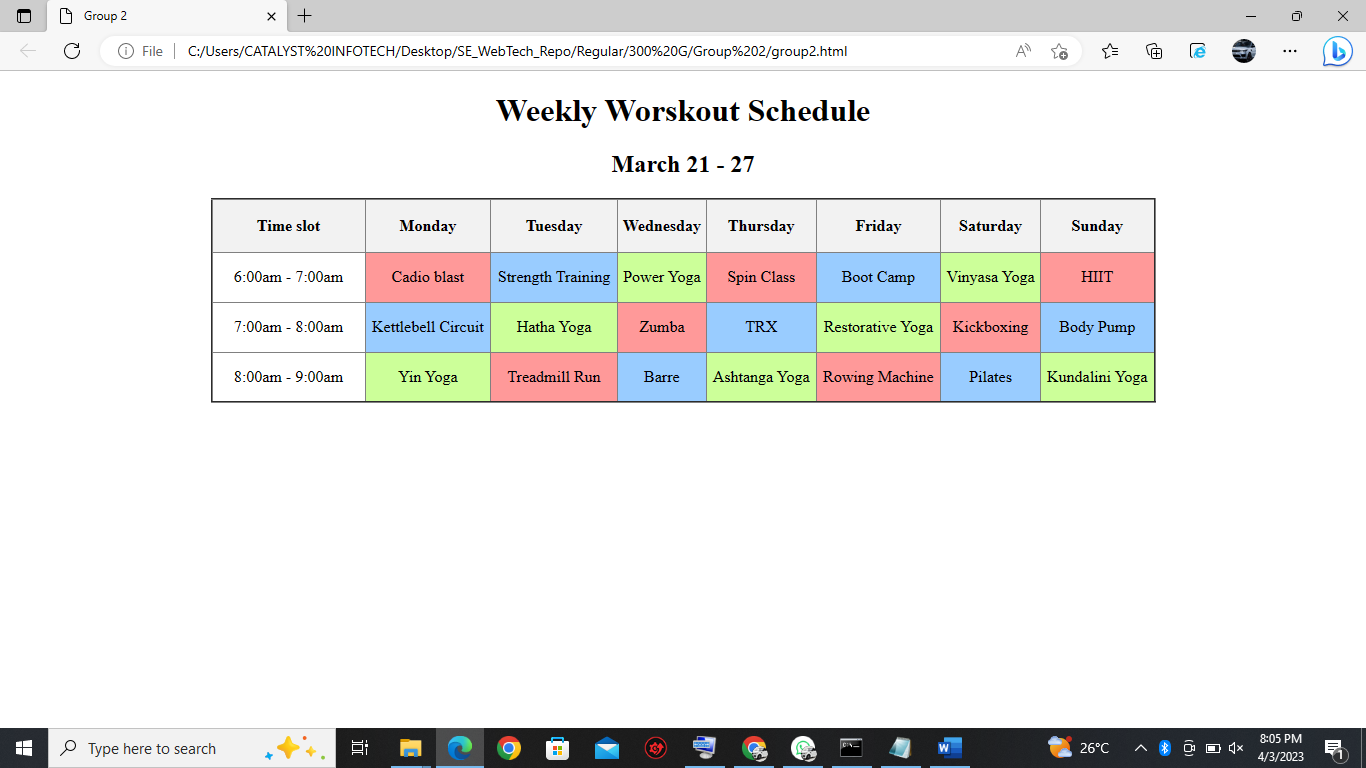 Group 2
File
C:/Users/CATALYST%20INFOTECH/Desktop/SE_WebTech_Repo/Regular/300%20G/Group%202/group2.html
Weekly Worskout Schedule
March 21 - 27
Time slot Monday Tuesday Wednesday Thursday Friday Saturday Sunday
6:00am - 7:00am Cadio blast Strength Training Power Yoga Spin Class Boot Camp Vinyasa Yoga HIIT
7:00am - 8:00am Kettlebell Circuit Hatha Yoga Zumba TRX Restorative Yoga Kickboxing Body Pump
8:00am - 9:00am Yin Yoga Treadmill Run Barre Ashtanga Yoga Rowing Machine Pilates Kundalini Yoga
Type here to search
26°C
8:05 PM
4/3/2023
1